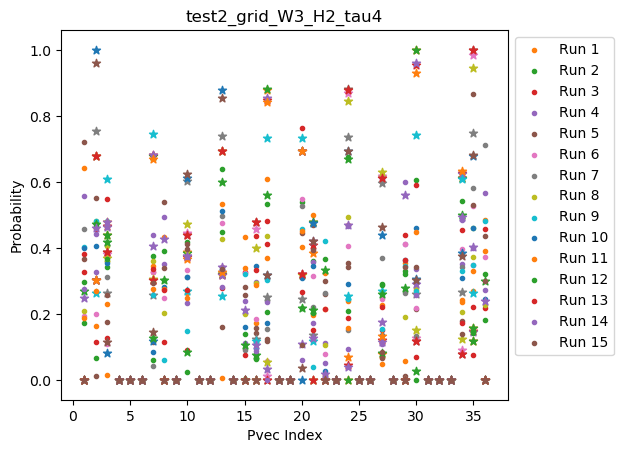 test2_grid_W3_H2_tau4
1.0
0.8
0.6
0.4
0.2
0.0
Probability
0 5 10 15 20 25 30 35
Pvec Index
Run 1
Run 2
Run 3
Run 4
Run 5
Run 6
Run 7
Run 8
Run 9
Run 10
Run 11
Run 12
Run 13
Run 14
Run 15